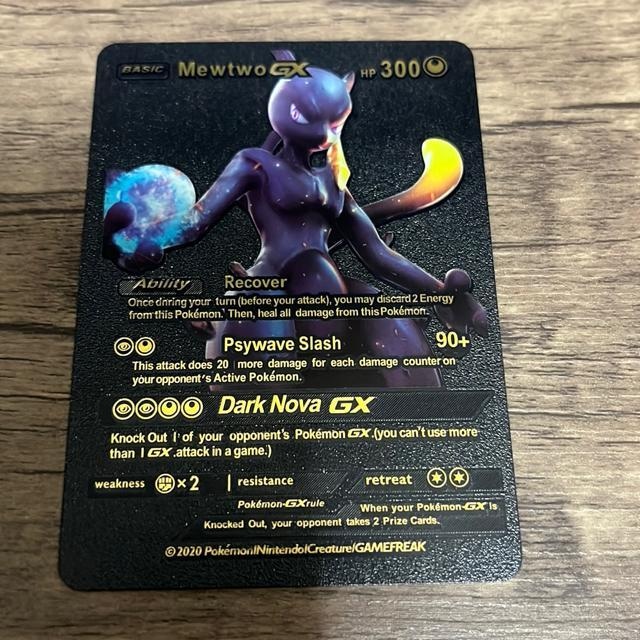 BASIC Mewtwo GX HP 300
Ability Recover
Once during your turn (before your attack), you may discard 2 Energy
from this Pokémon. Then, heal all damage from this Pokémon.
Psywave Slash 90+
This attack does 20 more damage for each damage counter on
your opponent's Active Pokémon.
Dark Nova GX
Knock Out 1 of your opponent's Pokémon GX.(you can't use more
than 1 GX.attack in a game.)
weakness ×2 resistance retreat
Pokémon-GXrule When your Pokémon-GX is
Knocked Out, your opponent takes 2 Prize Cards.
©2020 Pokémon/Nintendo/Creature/GAMEFREAK